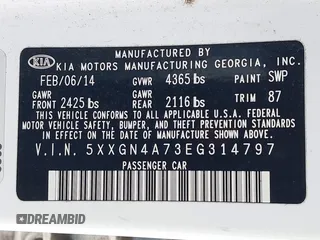 MANUFACTURED BY
KIA KIA MOTORS MANUFACTURING GEORGIA, INC.
FEB/06/14 GVWR 4365 lbs PAINT SWP
GAWR FRONT 2425 lbs GAWR REAR 2116 lbs TRIM 87
THIS VEHICLE CONFORMS TO ALL APPLICABLE U.S.A. FEDERAL MOTOR VEHICLE SAFETY, BUMPER, AND THEFT PREVENTION STANDARDS IN EFFECT ON THE DATE OF MANUFACTURE SHOWN ABOVE.
V.I.N. 5XXGN4A73EG314797
PASSENGER CAR
DREAMBID